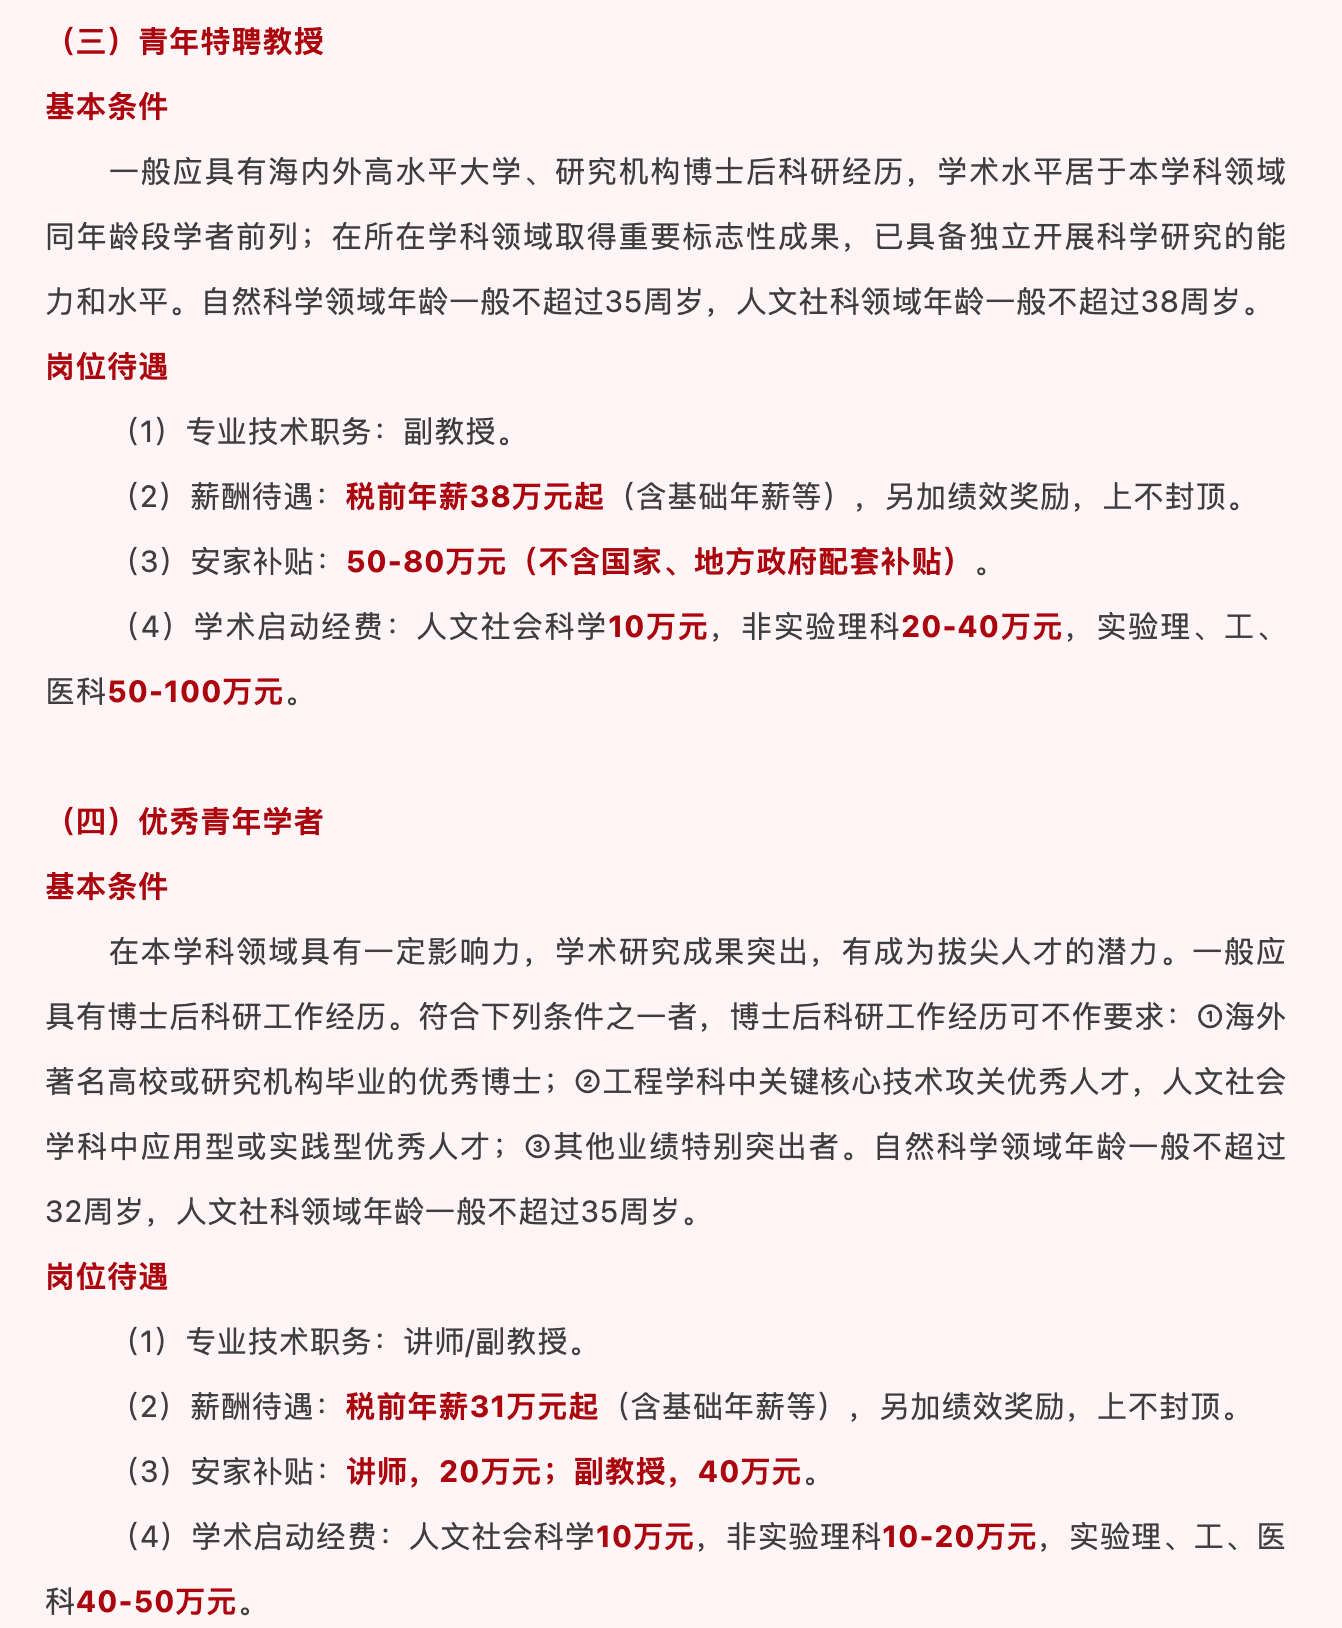 （三）青年特聘教授
基本条件
一般应具有海内外高水平大学、研究机构博士后科研经历，学术水平居于本学科领域
同年龄段学者前列；在所在学科领域取得重要标志性成果，已具备独立开展科学研究的能
力和水平。自然科学领域年龄一般不超过35周岁，人文社科领域年龄一般不超过38周岁。
岗位待遇
（1）专业技术职务：副教授。
（2）薪酬待遇：税前年薪38万元起（含基础年薪等），另加绩效奖励，上不封顶。
（3）安家补贴：50-80万元（不含国家、地方政府配套补贴）。
（4）学术启动经费：人文社会科学10万元，非实验理科20-40万元，实验理、工、
医科50-100万元。
（四）优秀青年学者
基本条件
在本学科领域具有一定影响力，学术研究成果突出，有成为拔尖人才的潜力。一般应
具有博士后科研工作经历。符合下列条件之一者，博士后科研工作经历可不作要求：①海外
著名高校或研究机构毕业的优秀博士；②工程学科中关键核心技术攻关优秀人才，人文社会
学科中应用型或实践型优秀人才；③其他业绩特别突出者。自然科学领域年龄一般不超过
32周岁，人文社科领域年龄一般不超过35周岁。
岗位待遇
（1）专业技术职务：讲师/副教授。
（2）薪酬待遇：税前年薪31万元起（含基础年薪等），另加绩效奖励，上不封顶。
（3）安家补贴：讲师，20万元；副教授，40万元。
（4）学术启动经费：人文社会科学10万元，非实验理科10-20万元，实验理、工、医
科40-50万元。